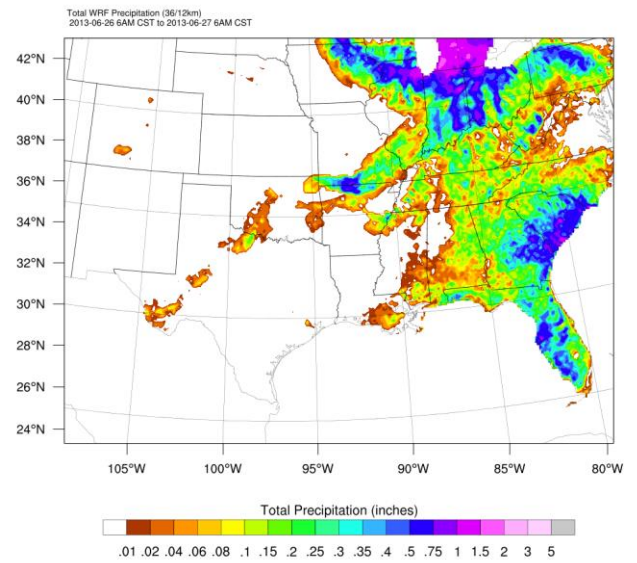 Total WRF Precipitation (36/12km)
2013-06-26 6AM CST to 2013-06-27 6AM CST
42°N
40°N
38°N
36°N
34°N
32°N
30°N
28°N
26°N
24°N
105°W 100°W 95°W 90°W 85°W 80°W
Total Precipitation (inches)
.01 .02 .04 .06 .08 .1 .15 .2 .25 .3 .35 .4 .5 .75 1 1.5 2 3 5